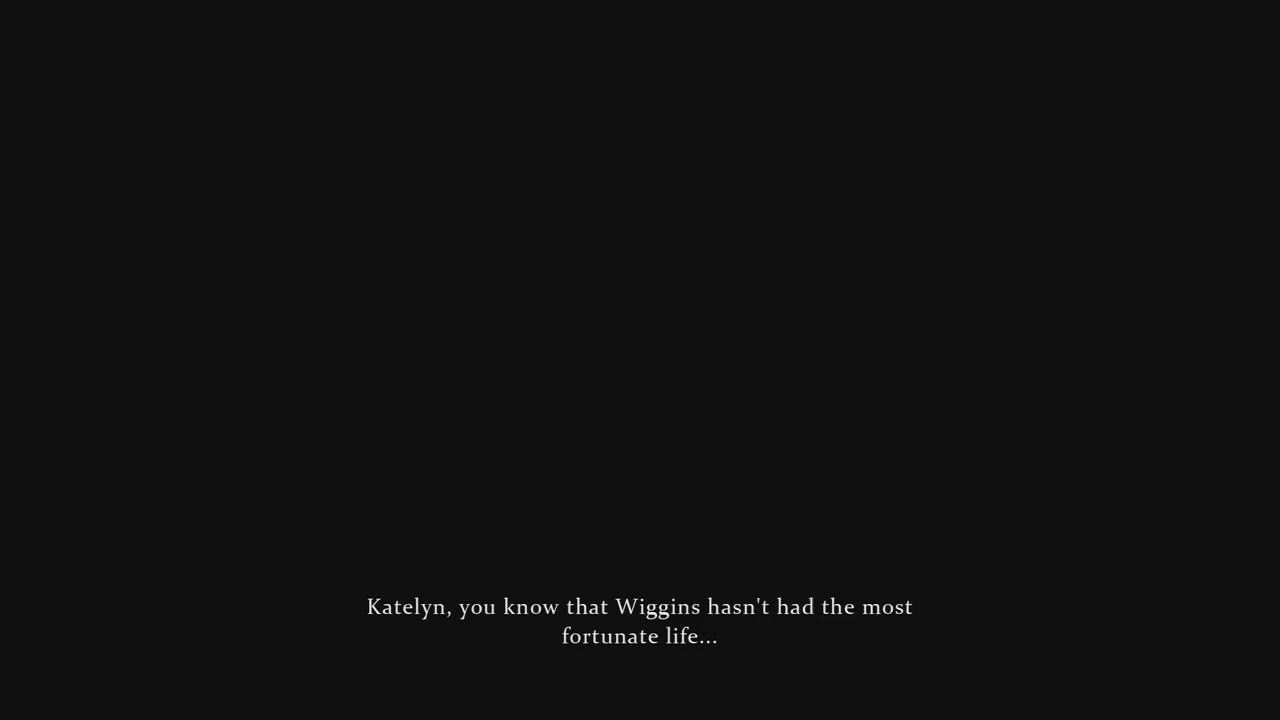 Katelyn, you know that Wiggins hasn't had the most
fortunate life...